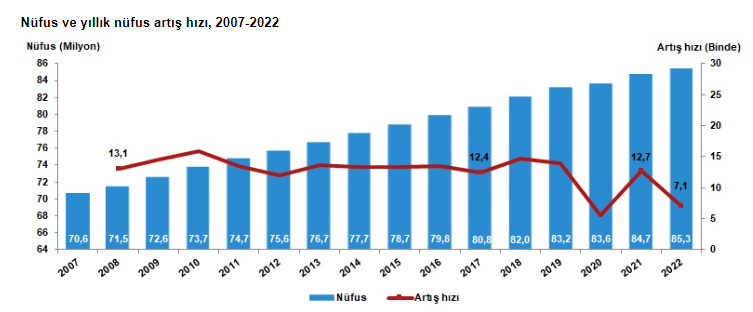 Nüfus ve yıllık nüfus artış hızı, 2007-2022
Nüfus (Milyon) Artış hızı (Binde)
86 30
84
82 25
80
78 20
76
74 15
72
70 10
68
66 5
64 0
13,1 12,4 12,7 7,1
70,6 71,5 72,6 73,7 74,7 75,6 76,7 77,7 78,7 79,8 80,8 82,0 83,2 83,6 84,7 85,3
2007 2008 2009 2010 2011 2012 2013 2014 2015 2016 2017 2018 2019 2020 2021 2022
Nüfus Artış hızı